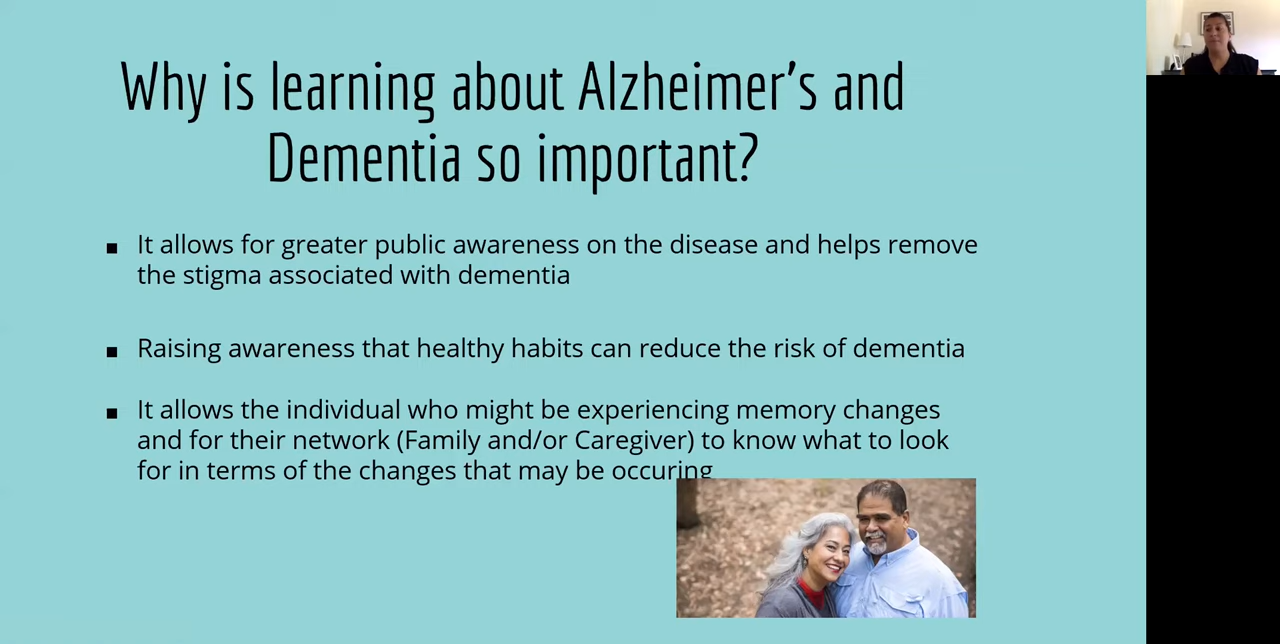 Why is learning about Alzheimer’s and
Dementia so important?
▪ It allows for greater public awareness on the disease and helps remove
the stigma associated with dementia
▪ Raising awareness that healthy habits can reduce the risk of dementia
▪ It allows the individual who might be experiencing memory changes
and for their network (Family and/or Caregiver) to know what to look
for in terms of the changes that may be occuring